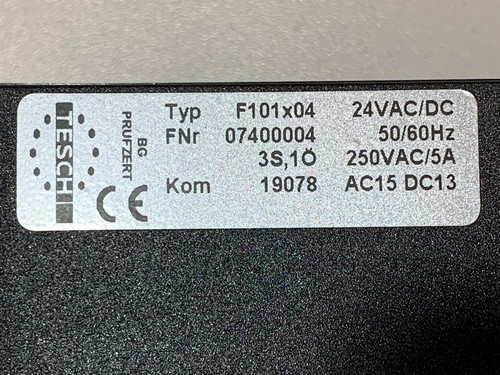 TESCH
BG
PRUFZERT
CE
Typ F101x04 24VAC/DC
FNr 07400004 50/60Hz
3S,1Ö 250VAC/5A
Kom 19078 AC15 DC13